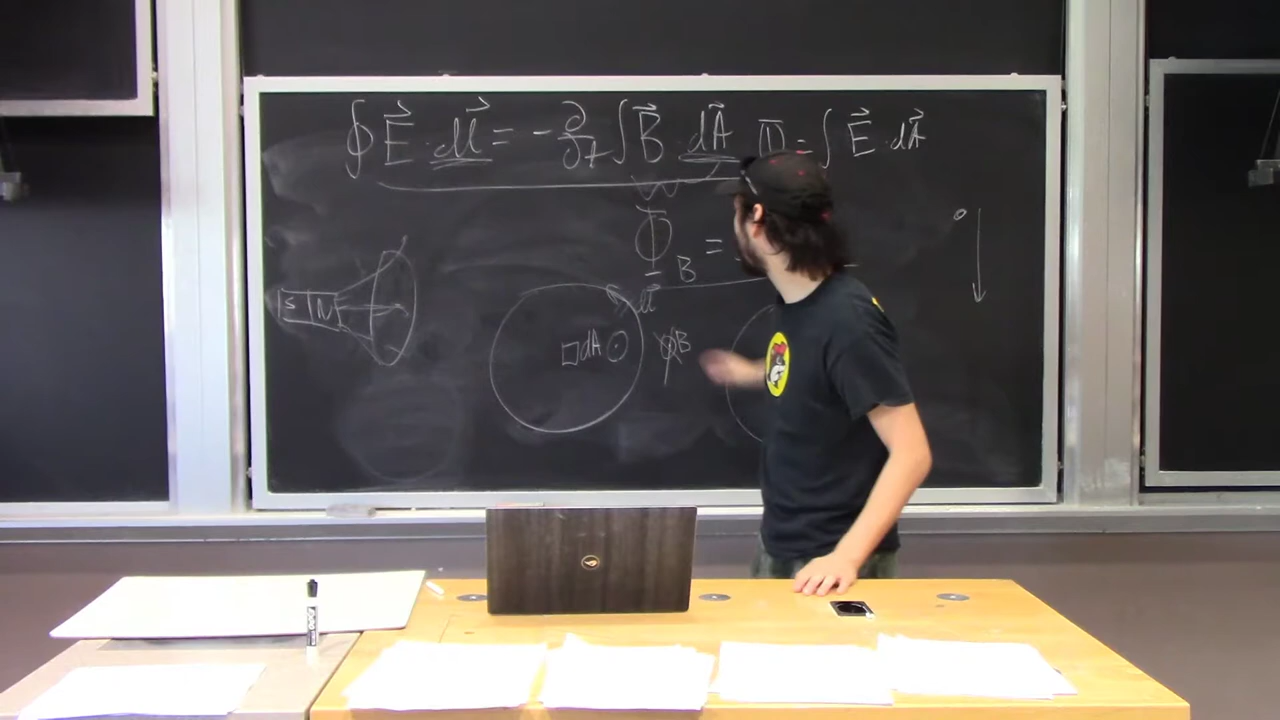 ∮ E⃗ · dl⃗ = - ∂/∂t ∫ B⃗ · dA⃗ Φ = ∫ E⃗ · dA⃗
Φ_B =
dl⃗
dA B